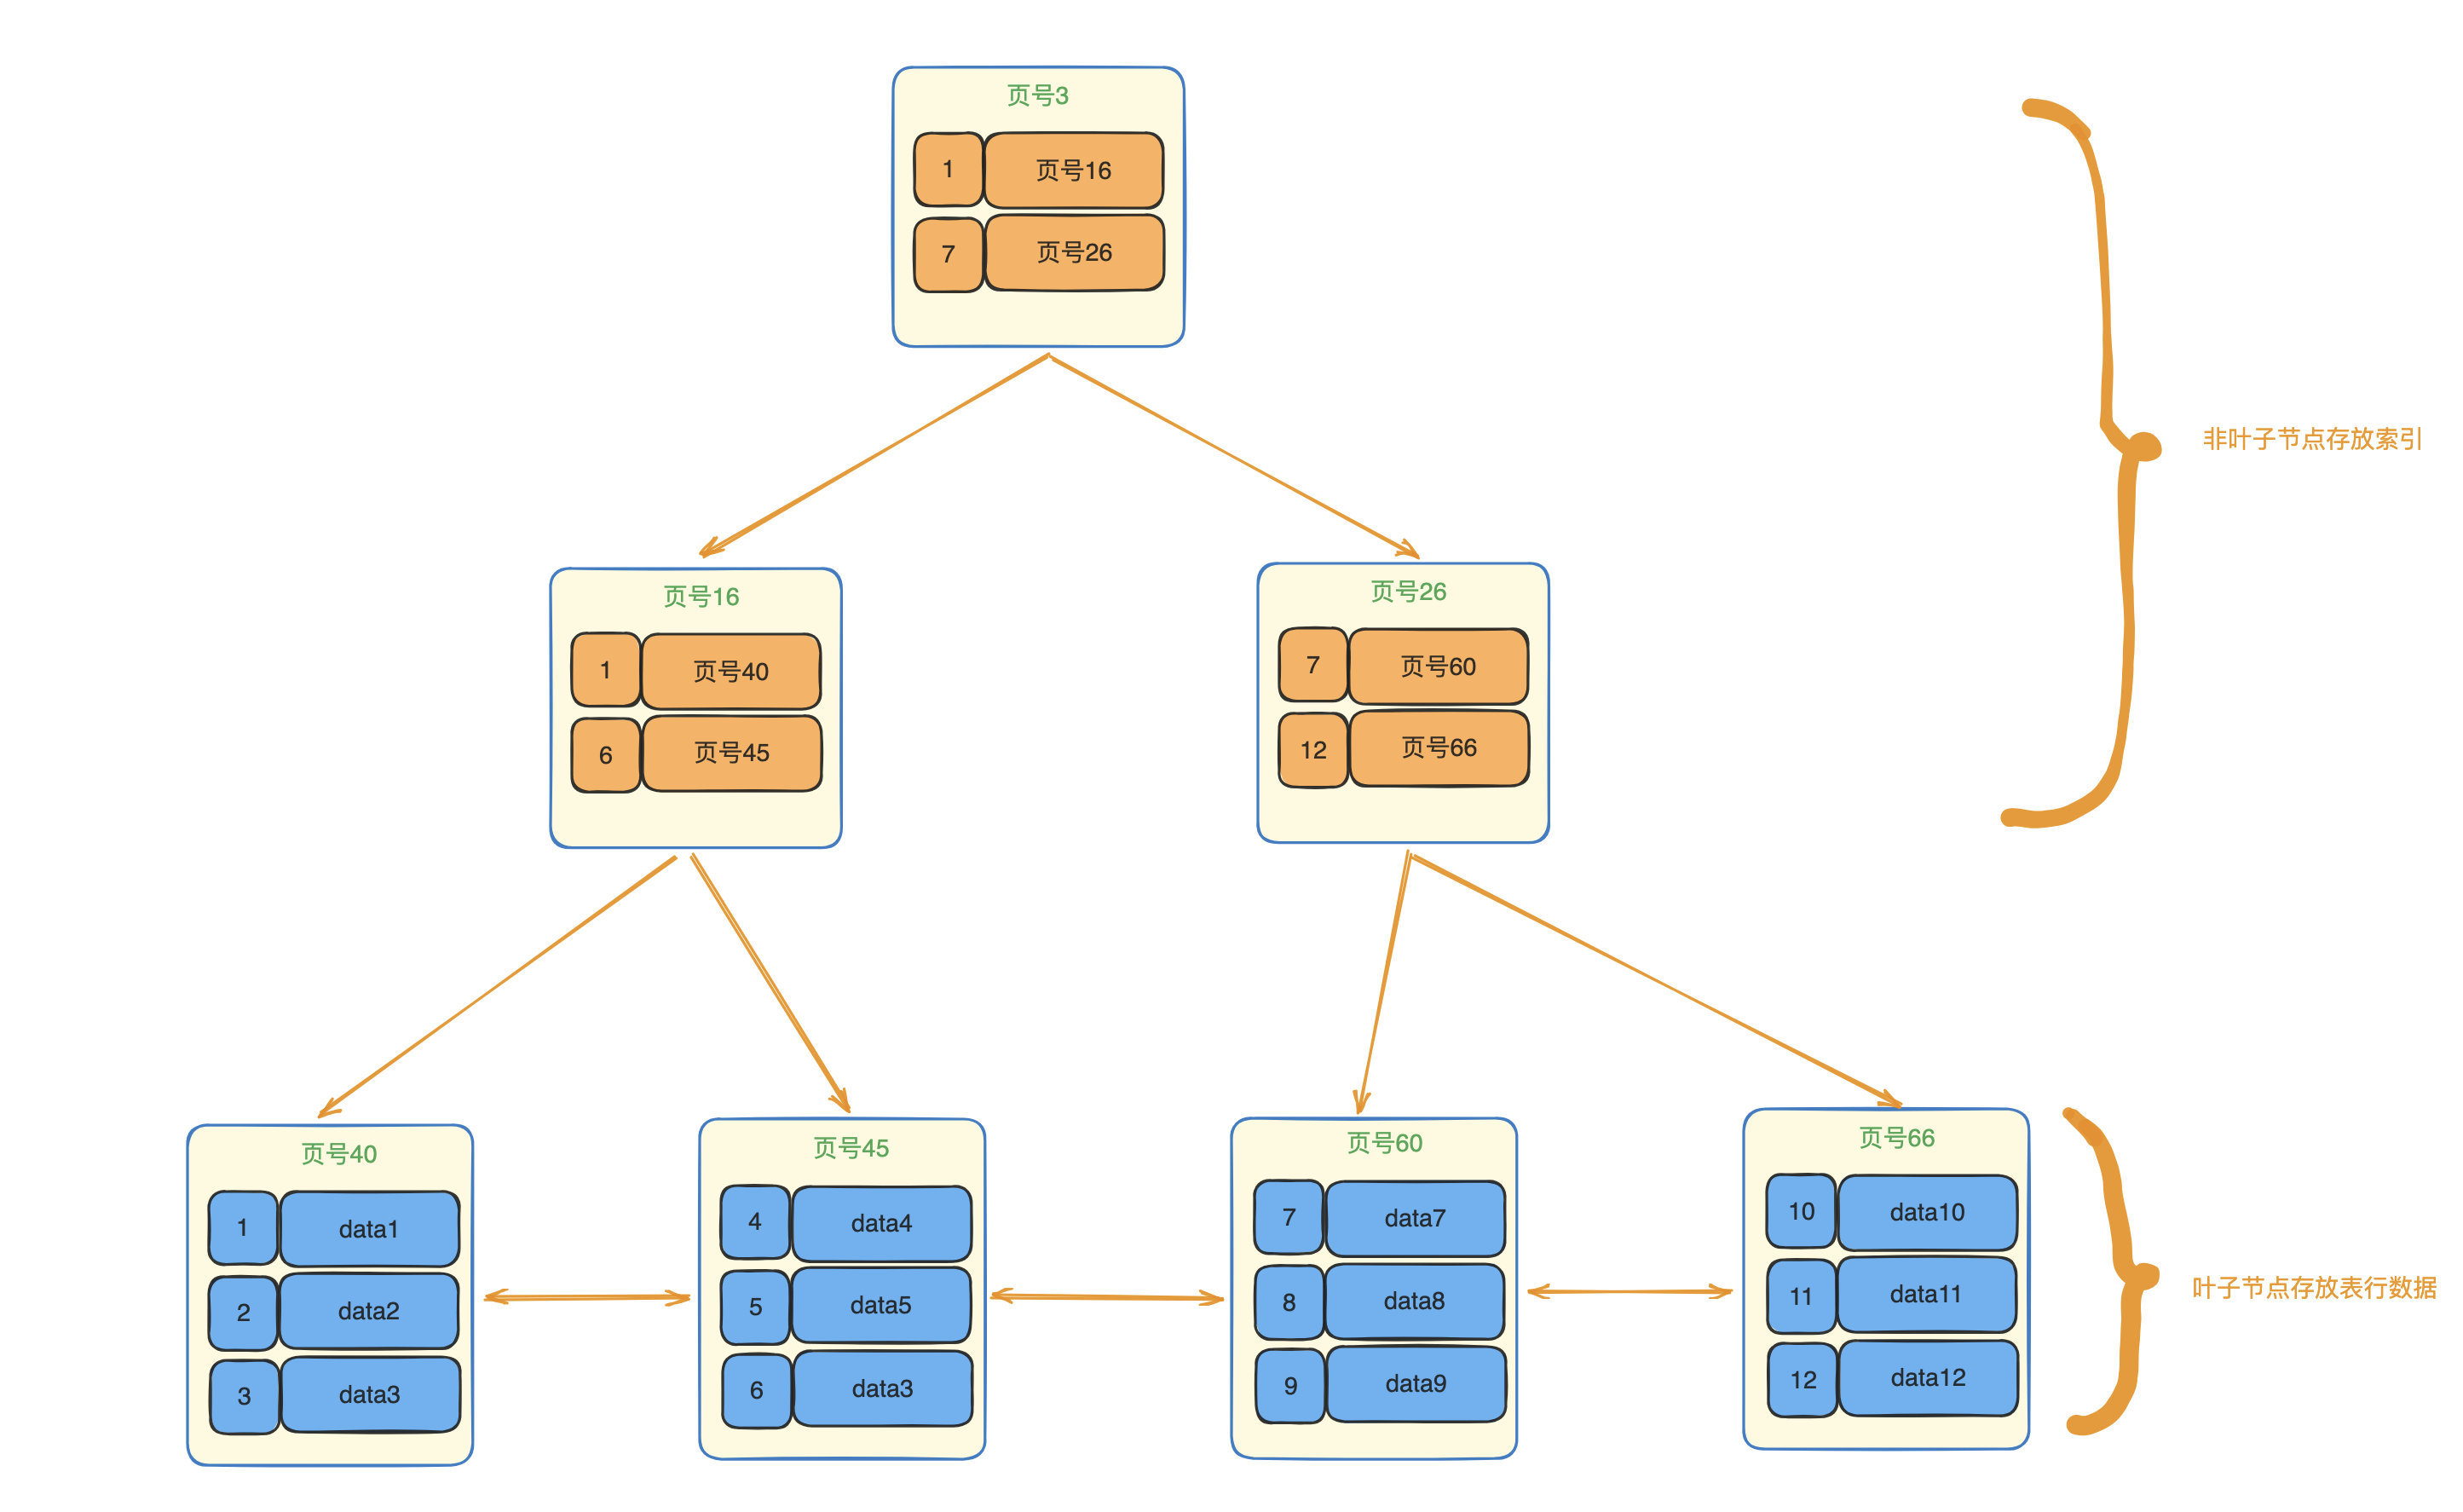 页号3
1
页号16
7
页号26
非叶子节点存放索引
页号16
1
页号40
6
页号45
页号26
7
页号60
12
页号66
页号40
1
data1
2
data2
3
data3
页号45
4
data4
5
data5
6
data3
页号60
7
data7
8
data8
9
data9
页号66
10
data10
11
data11
12
data12
叶子节点存放表行数据